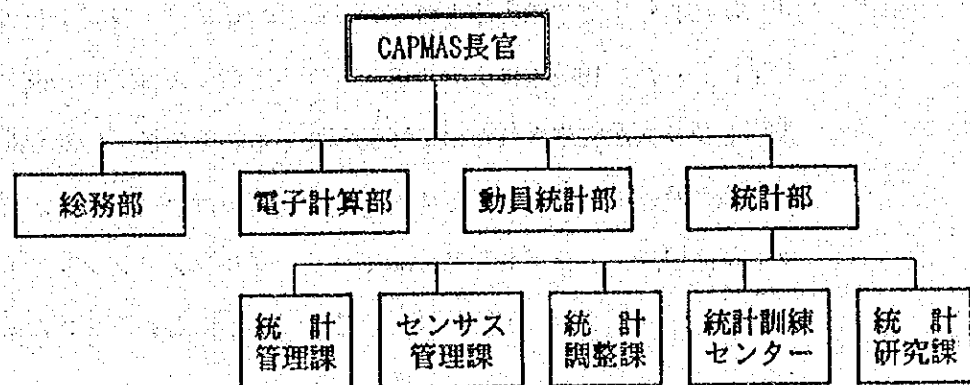 CAPMAS長官
総務部
電子計算部
動員統計部
統計部
統計
管理課
センサス
管理課
統計
調整課
統計訓練
センター
統計
研究課